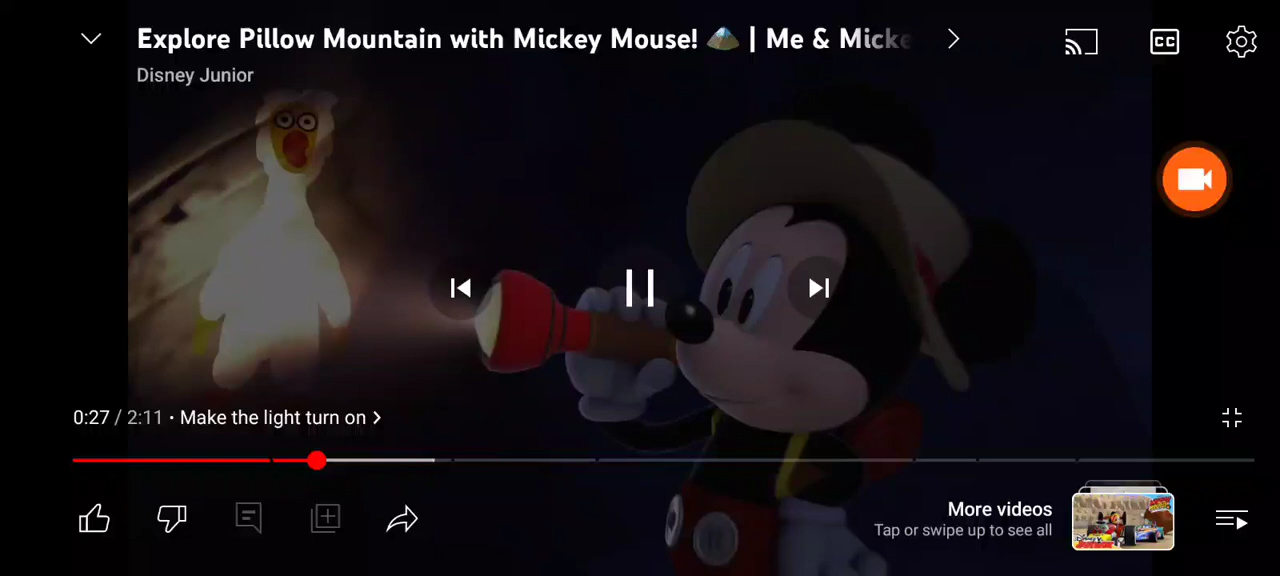 Explore Pillow Mountain with Mickey Mouse! | Me & Micke
Disney Junior
CC
0:27 / 2:11 · Make the light turn on
More videos
Tap or swipe up to see all